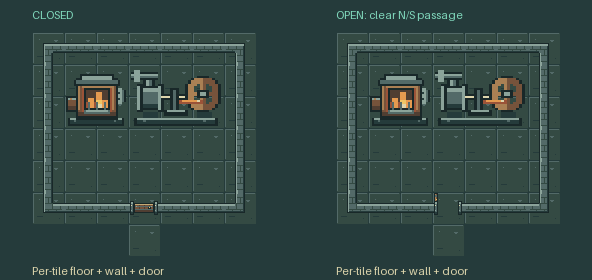 CLOSED
OPEN: clear N/S passage
Per-tile floor + wall + door
Per-tile floor + wall + door